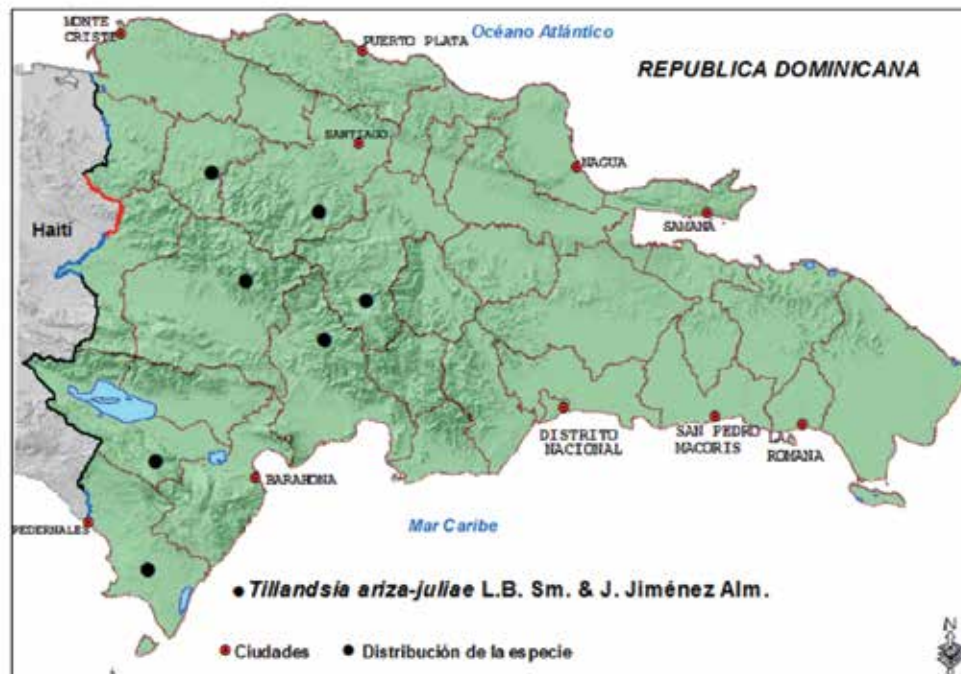 MONTE
CRISTI
PUERTO PLATA
Océano Atlántico
REPUBLICA DOMINICANA
SANTIAGO
NAGUA
SAMANA
Haití
DISTRITO
NACIONAL
SAN PEDRO
MACORIS
LA
ROMANA
BARAHONA
PEDERNALES
Mar Caribe
Tillandsia ariza-juliae L.B. Sm. & J. Jiménez Alm.
Ciudades
Distribución de la especie
N